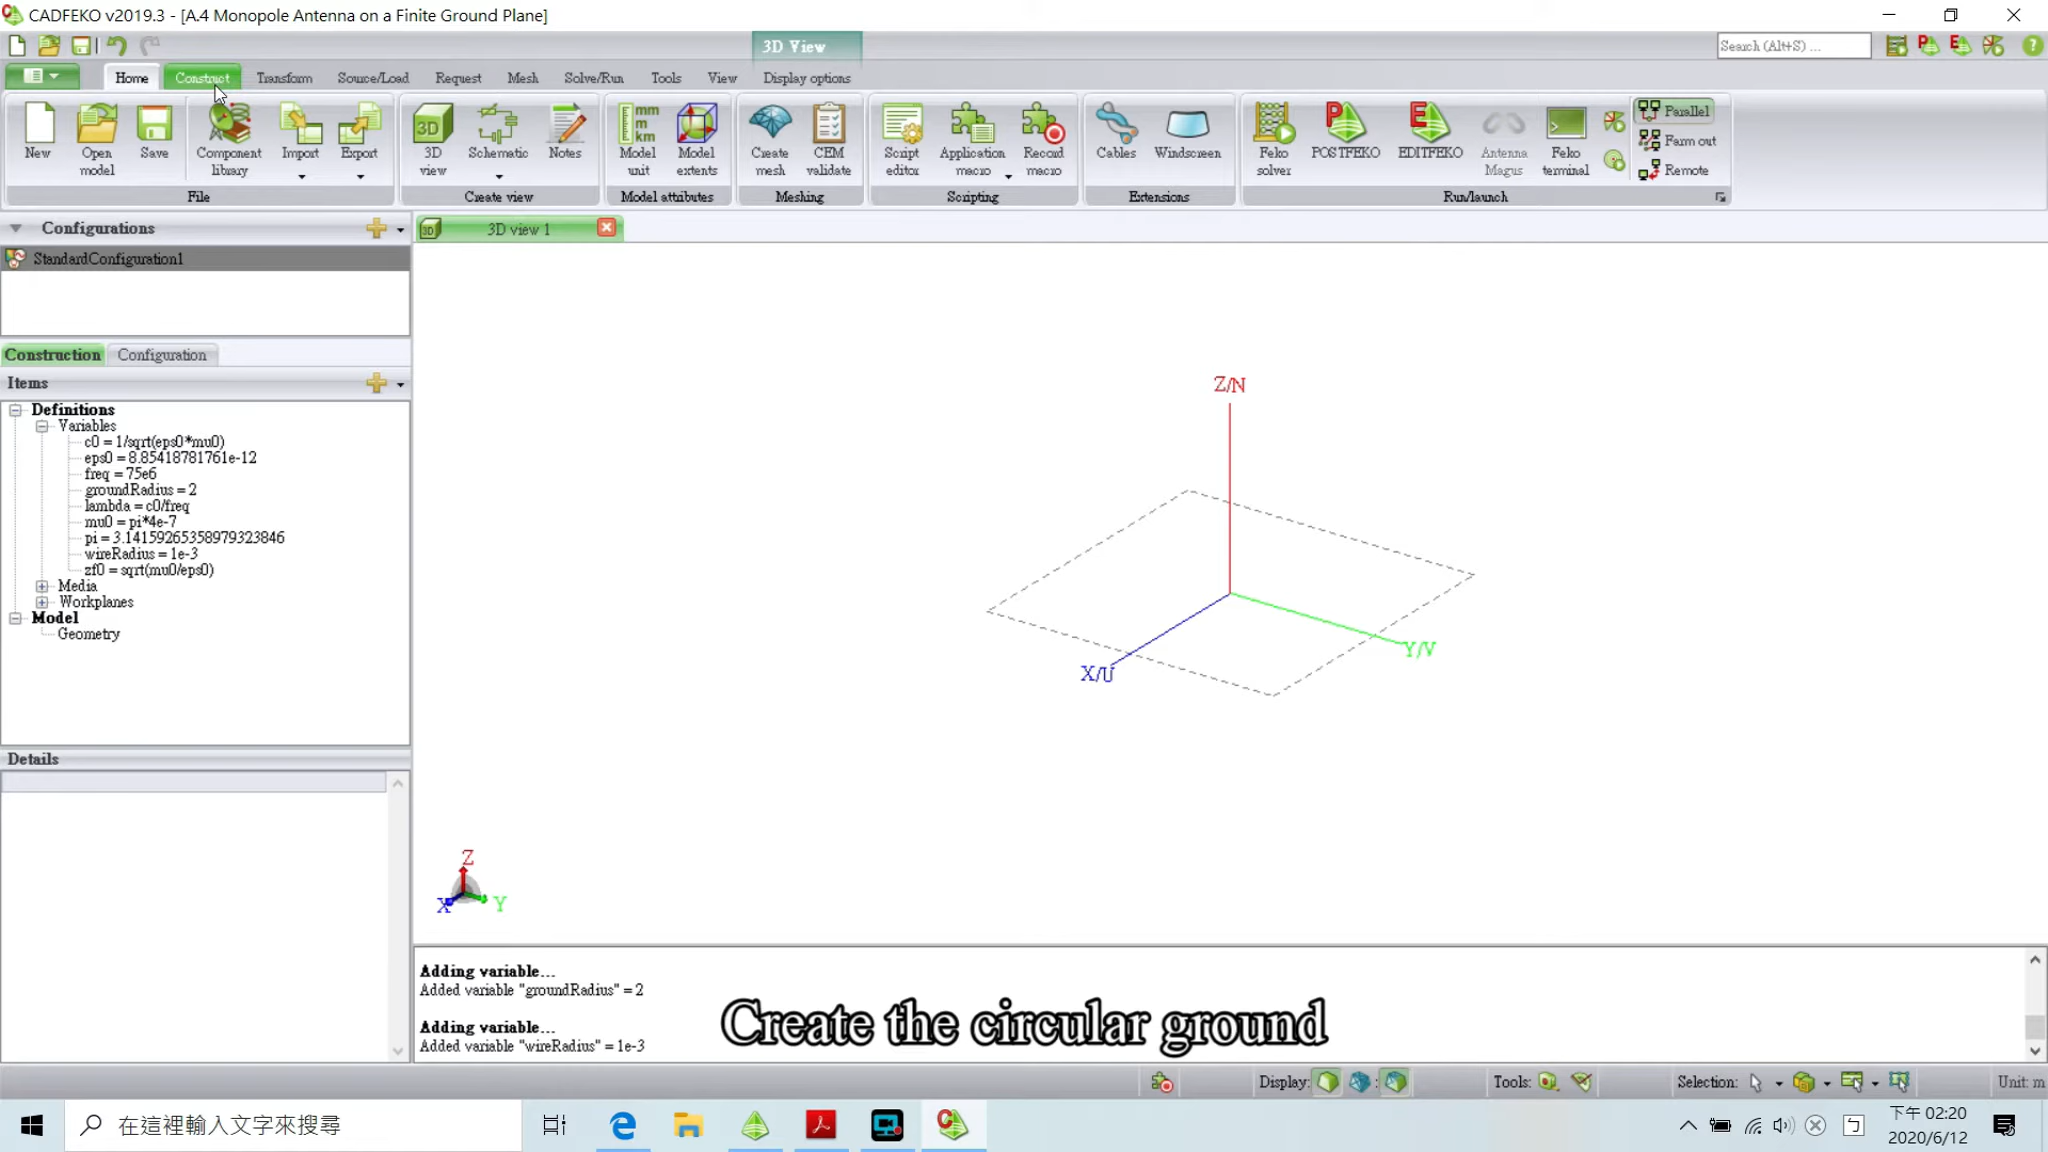 CADFEKO v2019.3 - [A.4 Monopole Antenna on a Finite Ground Plane]
3D View
Search (Alt+S) ...
Home Construct Transform Source/Load Request Mesh Solve/Run Tools View Display options
New
Open model
Save
Component library
Import
Export
3D view
Schematic
Notes
Model unit
Model extents
Create mesh
CEM validate
Script editor
Application macro
Record macro
Cables
Windscreen
Feko solver
POSTFEKO
EDITFEKO
Antenna Magus
Feko terminal
Parallel
Farm out
Remote
File
Create view
Model attributes
Meshing
Scripting
Extensions
Run/launch
Configurations
StandardConfiguration1
3D view 1
Construction Configuration
Items
Definitions
Variables
c0 = 1/sqrt(eps0*mu0)
eps0 = 8.85418781761e-12
freq = 75e6
groundRadius = 2
lambda = c0/freq
mu0 = pi*4e-7
pi = 3.14159265358979323846
wireRadius = 1e-3
zf0 = sqrt(mu0/eps0)
Media
Workplanes
Model
Geometry
Details
Z/N
X/U
Y/V
Z
X
Y
Adding variable...
Added variable "groundRadius" = 2
Adding variable...
Added variable "wireRadius" = 1e-3
Create the circular ground
Display:
Tools:
Selection:
Unit: m
在這裡輸入文字來搜尋
下午 02:20
2020/6/12